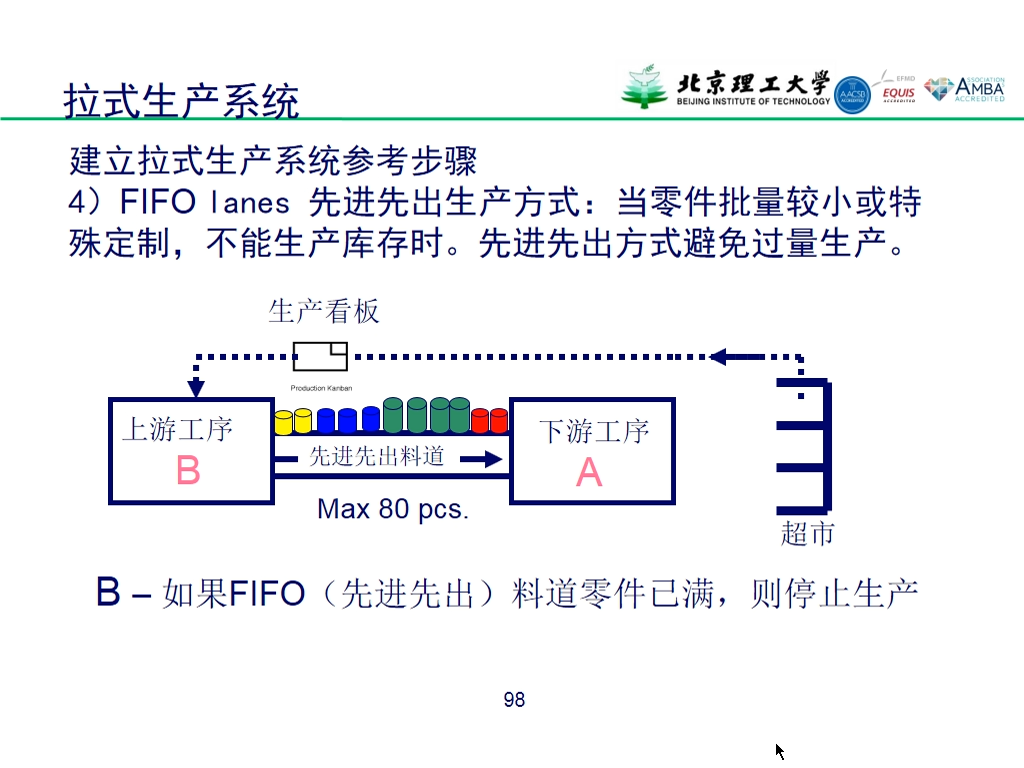 拉式生产系统
北京理工大学
BEIJING INSTITUTE OF TECHNOLOGY
AACSB
ACCREDITED
EFMD
EQUIS
ACCREDITED
ASSOCIATION
AMBA
ACCREDITED
建立拉式生产系统参考步骤
4）FIFO lanes 先进先出生产方式：当零件批量较小或特
殊定制，不能生产库存时。先进先出方式避免过量生产。
生产看板
Production Kanban
上游工序
B
先进先出料道
下游工序
A
Max 80 pcs.
超市
B – 如果FIFO（先进先出）料道零件已满，则停止生产
98